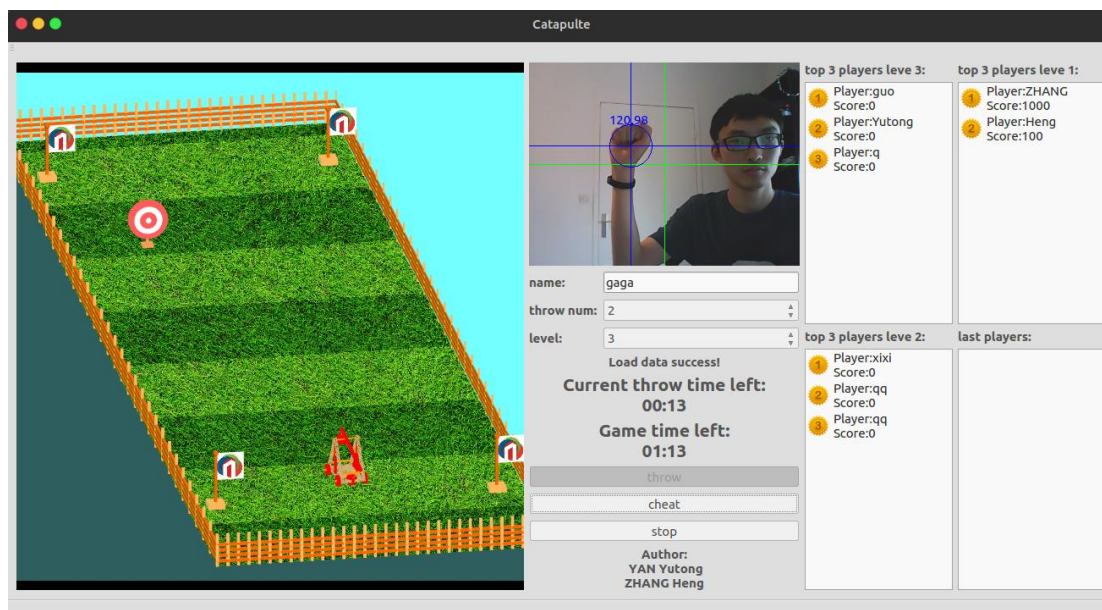 Catapulte
120,98
name:
gaga
throw num:
2
level:
3
Load data success!
Current throw time left:
00:13
Game time left:
01:13
throw
cheat
stop
Author:
YAN Yutong
ZHANG Heng
top 3 players leve 3:
1
Player:guo
Score:0
2
Player:Yutong
Score:0
3
Player:q
Score:0
top 3 players leve 1:
1
Player:ZHANG
Score:1000
2
Player:Heng
Score:100
top 3 players leve 2:
1
Player:xixi
Score:0
2
Player:qq
Score:0
3
Player:qq
Score:0
last players: